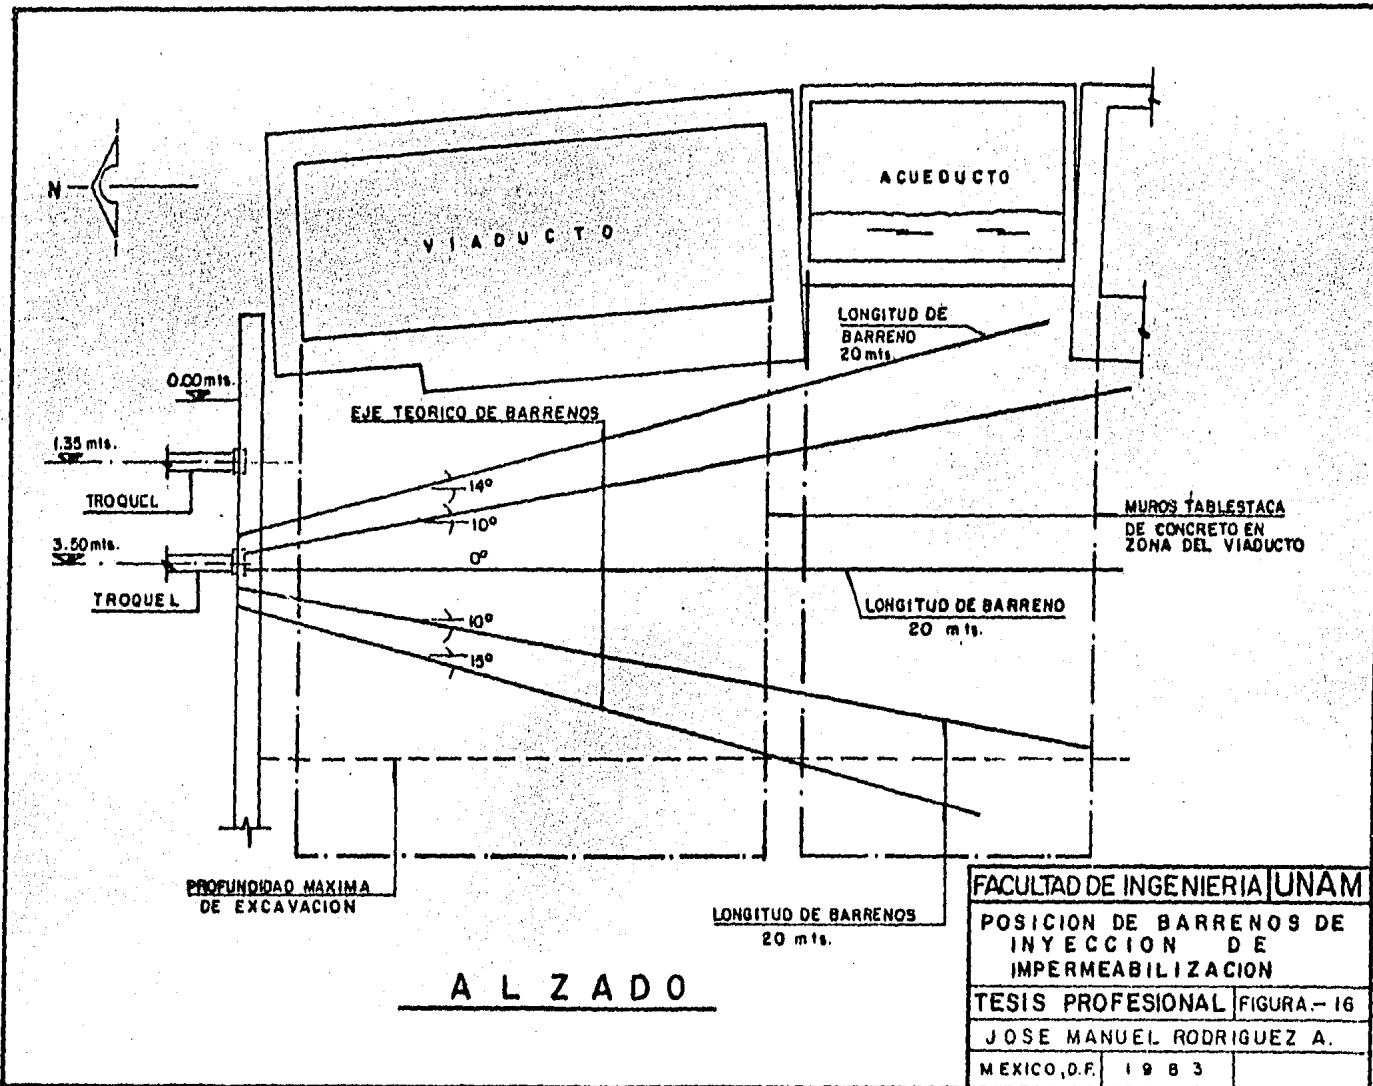 N
VIADUCTO
ACUEDUCTO
LONGITUD DE
BARRENO
20 mts.
0.00 mts.
EJE TEORICO DE BARRENOS
1.35 mts.
TROQUEL
14°
10°
MUROS TABLESTACA
DE CONCRETO EN
ZONA DEL VIADUCTO
3.50 mts.
0°
TROQUEL
LONGITUD DE BARRENO
20 mts.
10°
15°
PROFUNDIDAD MAXIMA
DE EXCAVACION
LONGITUD DE BARRENOS
20 mts.
ALZADO
FACULTAD DE INGENIERIA UNAM
POSICION DE BARRENOS DE
INYECCION DE
IMPERMEABILIZACION
TESIS PROFESIONAL FIGURA.- 16
JOSE MANUEL RODRIGUEZ A.
MEXICO, D.F. 1983